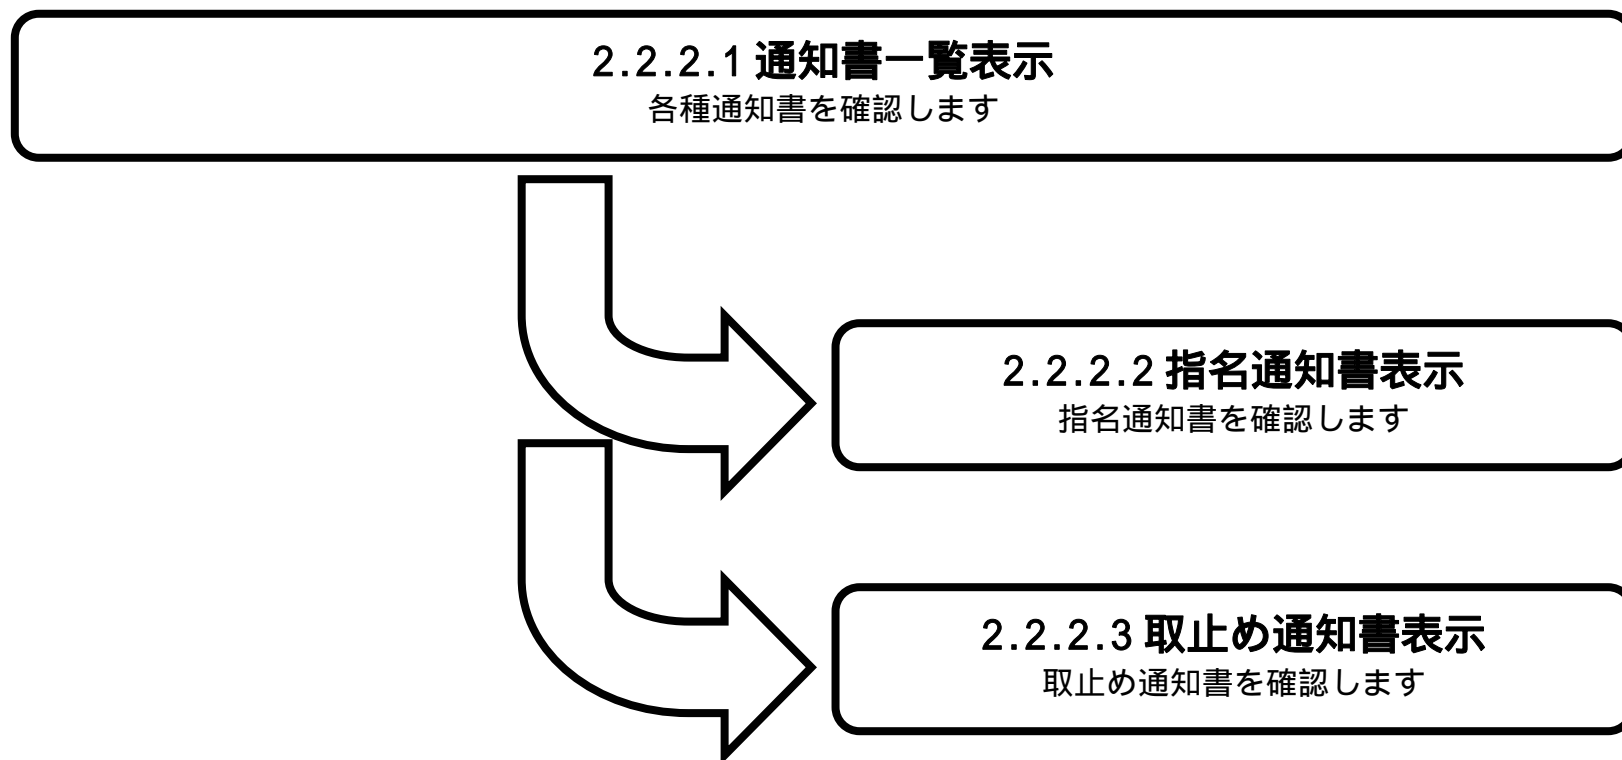 2.2.2.1 通知書一覧表示
各種通知書を確認します
2.2.2.2 指名通知書表示
指名通知書を確認します
2.2.2.3 取止め通知書表示
取止め通知書を確認します